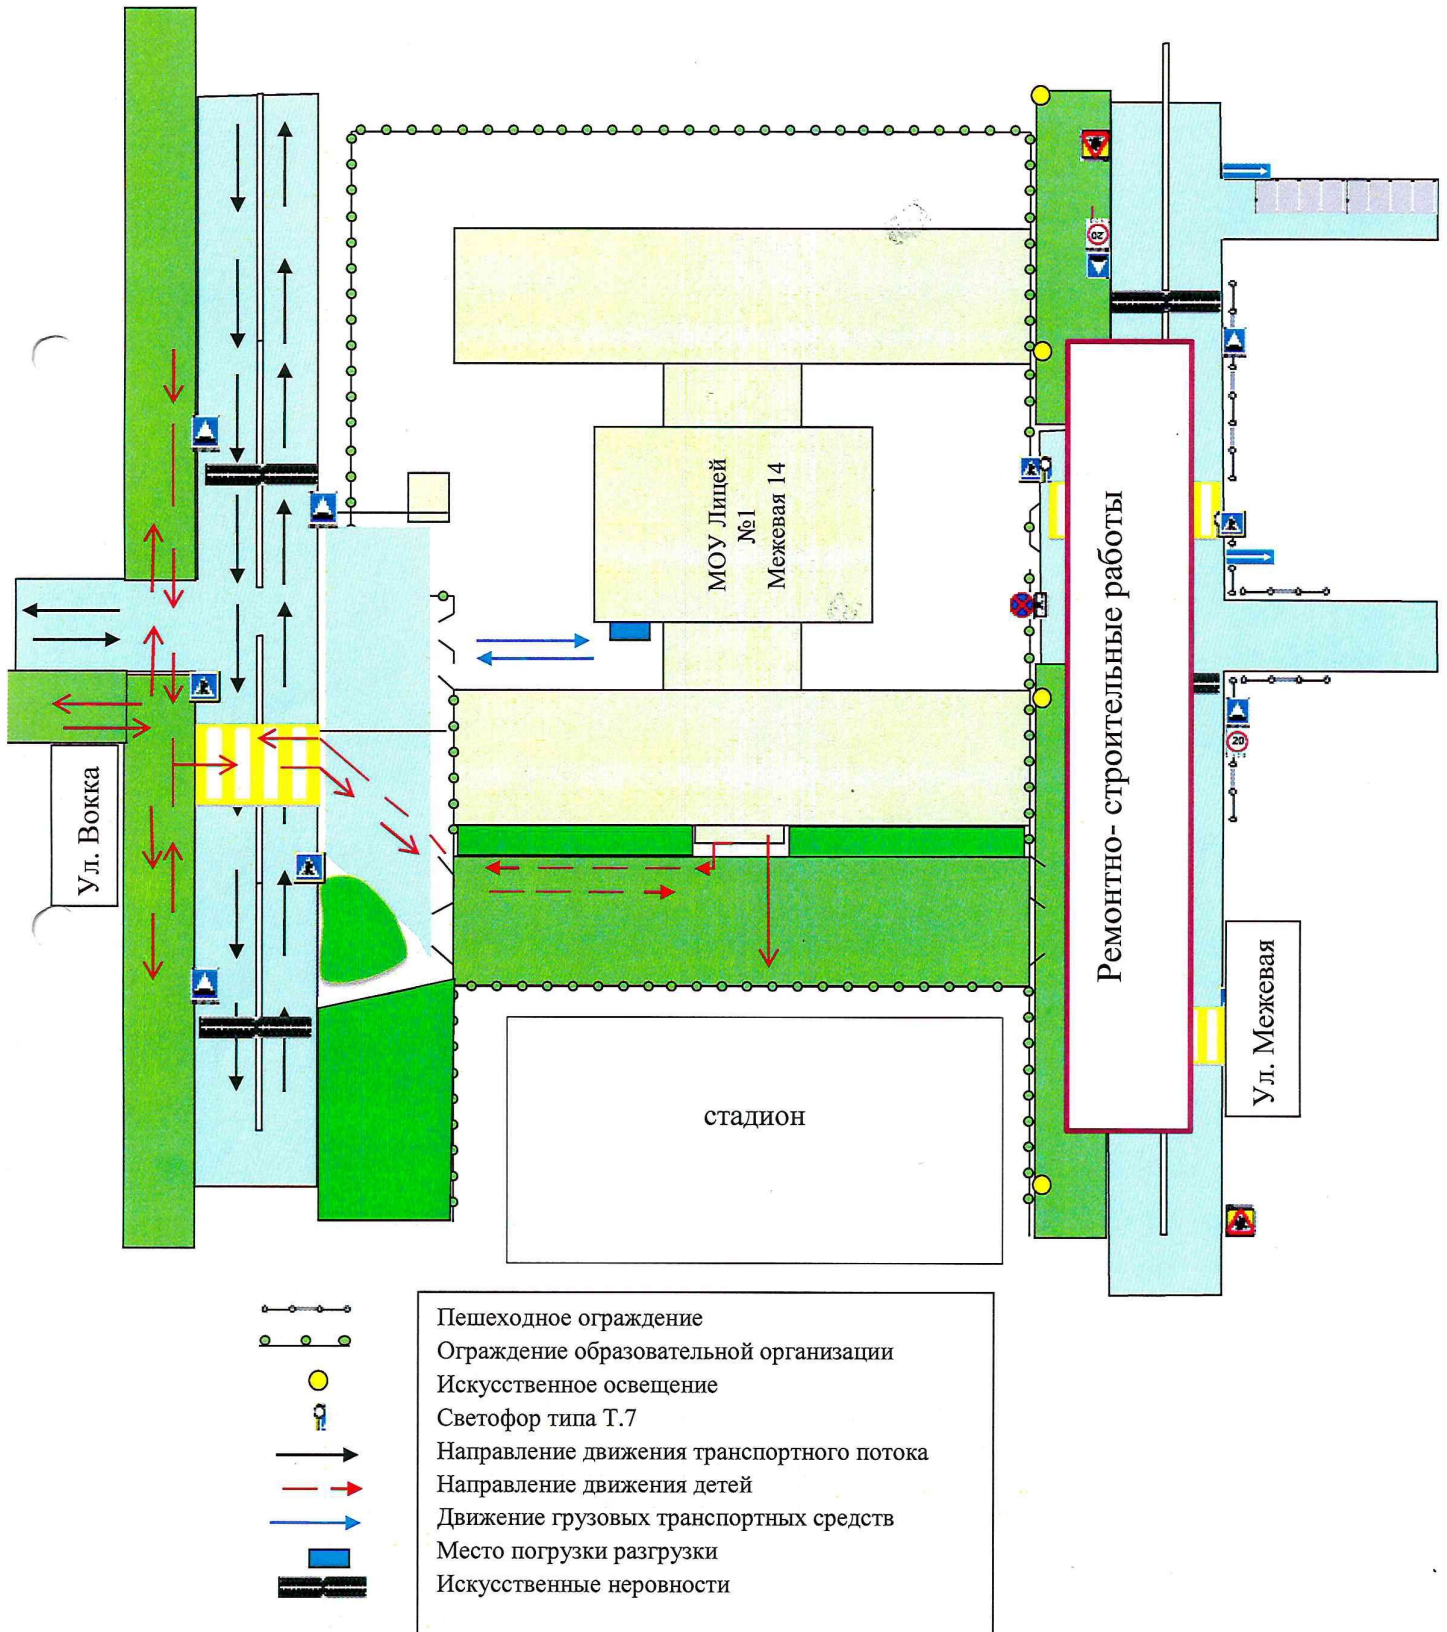 20
МОУ Лицей
№1
Межевая 14
Ремонтно- строительные работы
20
Ул. Вокка
Ул. Межевая
стадион
Пешеходное ограждение
Ограждение образовательной организации
Искусственное освещение
Светофор типа Т.7
Направление движения транспортного потока
Направление движения детей
Движение грузовых транспортных средств
Место погрузки разгрузки
Искусственные неровности